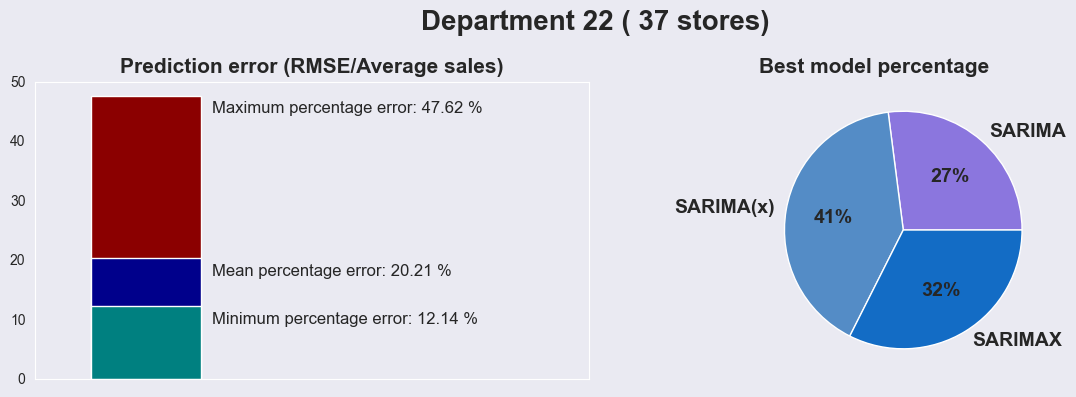 Department 22 ( 37 stores)
Prediction error (RMSE/Average sales)
50
40
30
20
10
0
Maximum percentage error: 47.62 %
Mean percentage error: 20.21 %
Minimum percentage error: 12.14 %
Best model percentage
SARIMA
27%
SARIMA(x)
41%
32%
SARIMAX